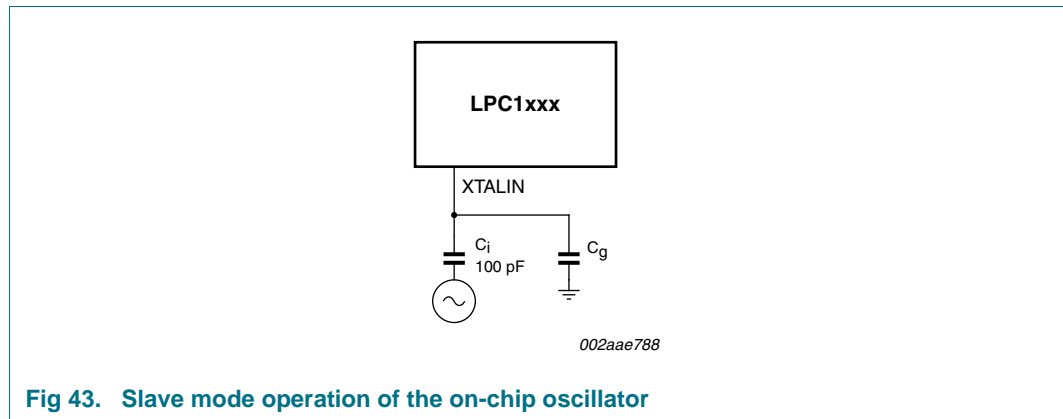 LPC1xxx
XTALIN
Ci
100 pF
Cg
002aae788
Fig 43. Slave mode operation of the on-chip oscillator